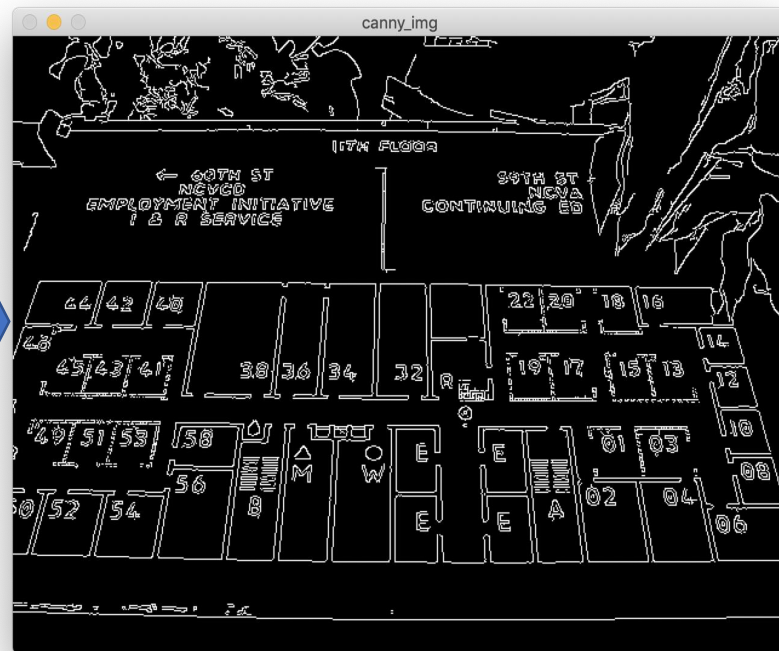 canny_img
11TH FLOOR
← 60TH ST
NCVCD
EMPLOYMENT INITIATIVE
I & R SERVICE
59TH ST
NCVA
CONTINUING ED
44 42 40
22 20 18 16
46
14
45 43 41
38 36 34 32
R
19 17 15 13
12
49 51 53
58
E E
01 03
10
M W
08
56
B
A
02 04
50 52 54
E E
06